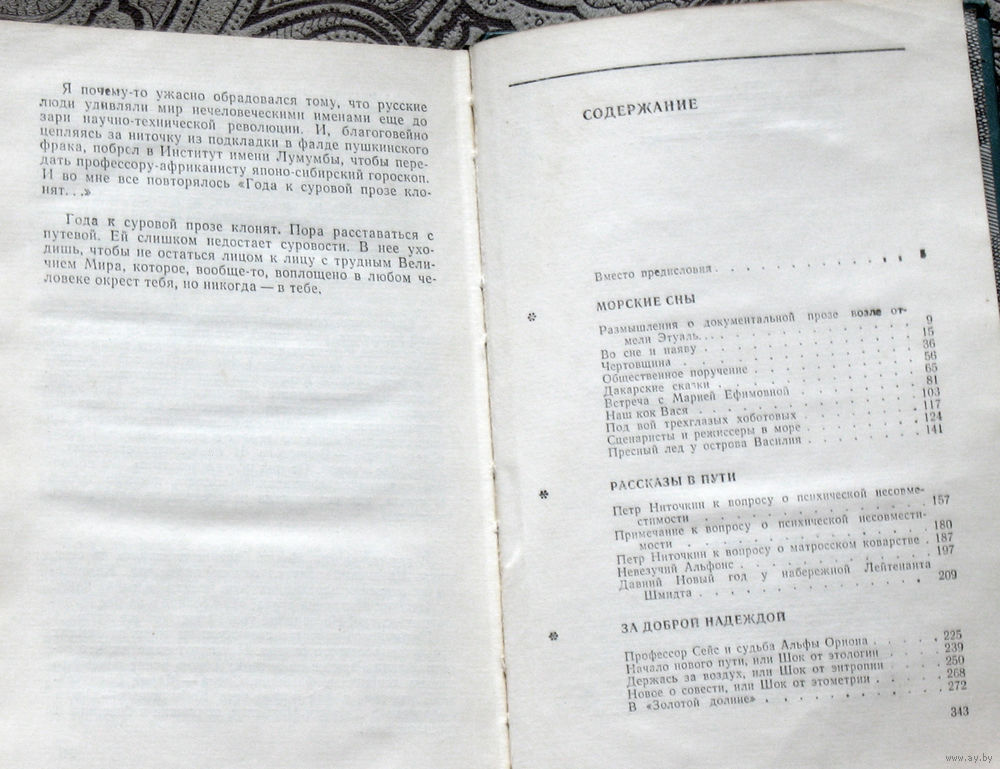 Я почему-то ужасно обрадовался тому, что русские
люди удивляли мир нечеловеческими именами еще до
зари научно-технической революции. И, благоговейно
цепляясь за ниточку из подкладки в фалде пушкинского
фрака, побрел в Институт имени Лумумбы, чтобы пере-
дать профессору-африканисту японо-сибирский гороскоп.
И во мне все повторялось «Года к суровой прозе кло-
нят. . .»
Года к суровой прозе клонят. Пора расставаться с
путевой. Ей слишком недостает суровости. В нее ухо-
дишь, чтобы не остаться лицом к лицу с трудным Вели-
чием Мира, которое, вообще-то, воплощено в любом че-
ловеке окрест тебя, но никогда — в тебе.
СОДЕРЖАНИЕ
Вместо предисловия . . . . . . . . . . .
* МОРСКИЕ СНЫ
Размышления о документальной прозе возле от-
мели Этуаль. . . . . . . . . . . . 9
Во сне и наяву . . . . . . . . . . . 15
Чертовщина . . . . . . . . . . . 36
Общественное поручение . . . . . . . . 56
Дакарские сказки . . . . . . . . . . 65
Встреча с Марией Ефимовной . . . . . . 81
Наш кок Вася . . . . . . . . . . . 103
Под вой трехглазых хоботовых . . . . . . 117
Сценаристы и режиссеры в море . . . . . . 124
Пресный лед у острова Василия . . . . . . 141
* РАССКАЗЫ В ПУТИ
Петр Ниточкин к вопросу о психической несовме-
стимости . . . . . . . . . . . 157
Примечание к вопросу о психической несовмести-
мости . . . . . . . . . . . . 180
Петр Ниточкин к вопросу о матросском коварстве . 187
Невезучий Альфонс . . . . . . . . . 197
Давний Новый год у набережной Лейтенанта
Шмидта . . . . . . . . . . . 209
* ЗА ДОБРОЙ НАДЕЖДОЙ
Профессор Сейс и судьба Альфы Ориона . . . . 225
Начало нового пути, или Шок от этологии . . . 239
Держась за воздух, или Шок от энтропии . . . 250
Новое о совести, или Шок от этометрии . . . . 268
В «Золотой долине» . . . . . . . . . 272
343
www.ay.by